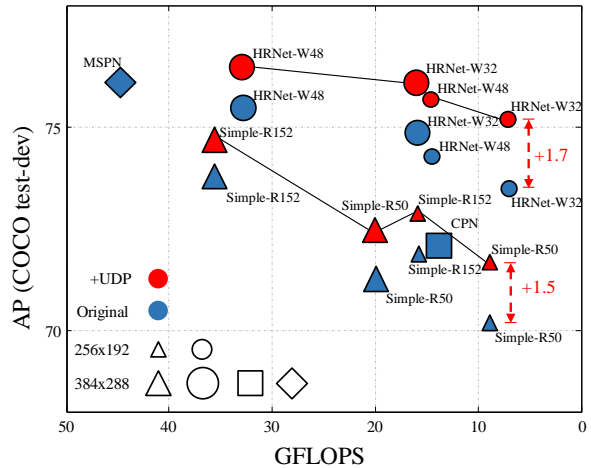 MSPN
HRNet-W48
HRNet-W32
HRNet-W48
HRNet-W48
HRNet-W32
75
HRNet-W32
Simple-R152
HRNet-W48
+1.7
Simple-R152
HRNet-W32
Simple-R50
Simple-R152
CPN
Simple-R50
Simple-R152
Simple-R50
+1.5
+UDP
Original
70
Simple-R50
256x192
384x288
50
40
30
20
10
0
GFLOPS
AP (COCO test-dev)